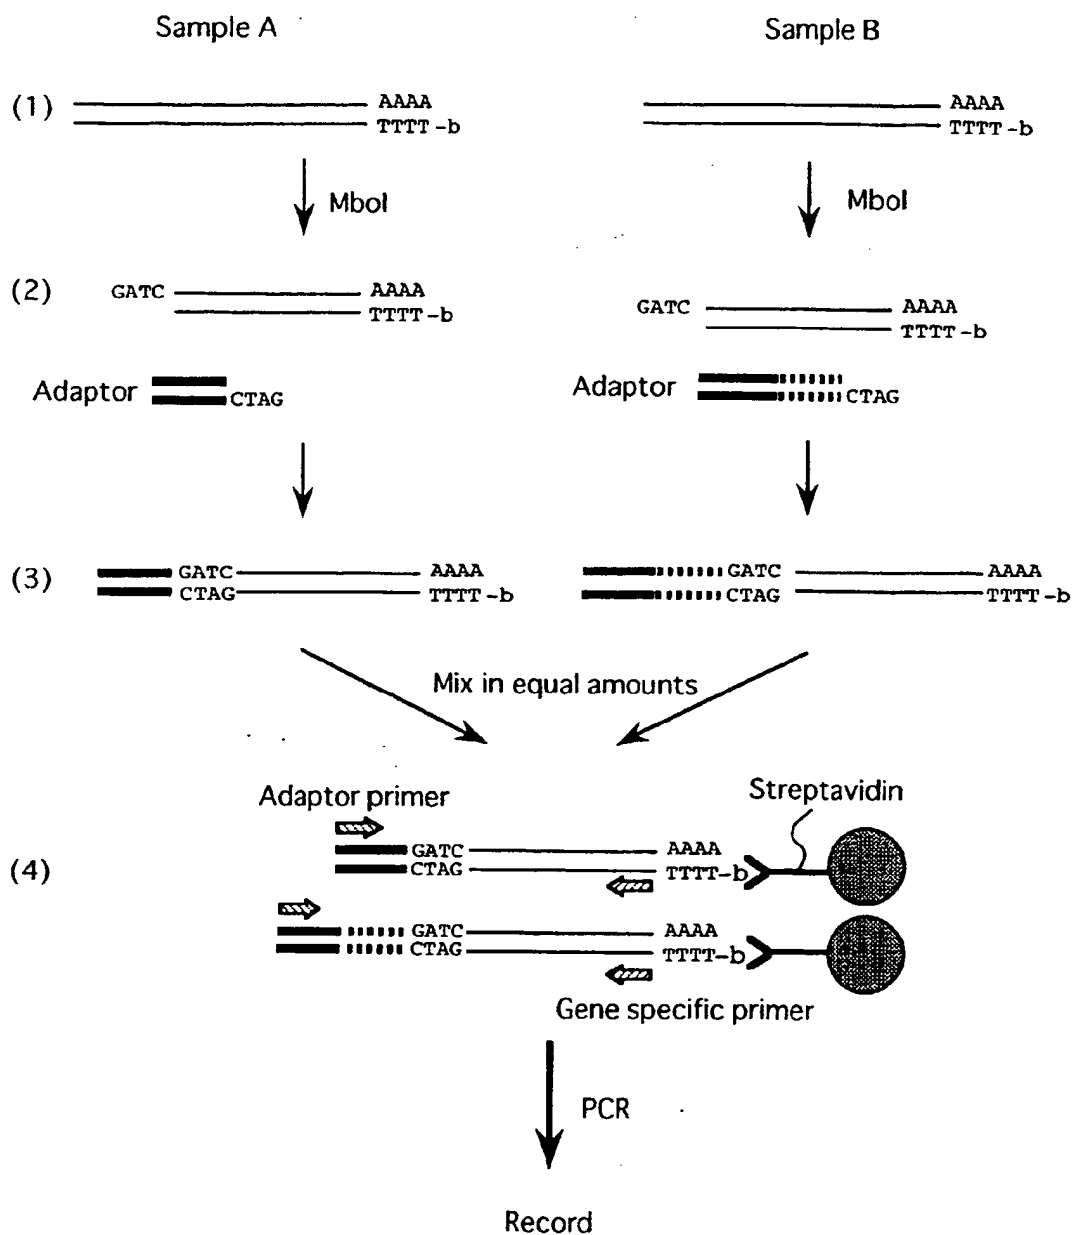 Sample A Sample B
(1) AAAA AAAA
TTTT-b TTTT-b
MboI MboI
(2) GATC AAAA GATC AAAA
TTTT-b TTTT-b
Adaptor CTAG Adaptor CTAG
(3) GATC AAAA GATC AAAA
CTAG TTTT-b CTAG TTTT-b
Mix in equal amounts
Adaptor primer Streptavidin
(4) GATC AAAA
CTAG TTTT-b
GATC AAAA
CTAG TTTT-b
Gene specific primer
PCR
Record